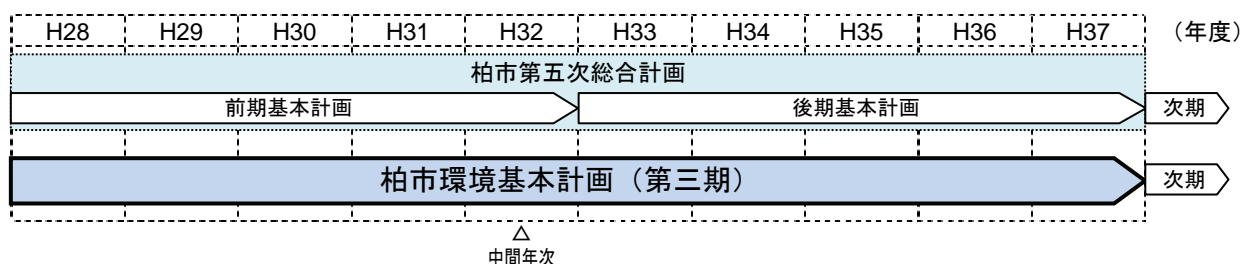 H28 H29 H30 H31 H32 H33 H34 H35 H36 H37 （年度）
柏市第五次総合計画
前期基本計画 後期基本計画 次期
柏市環境基本計画（第三期） 次期
△
中間年次